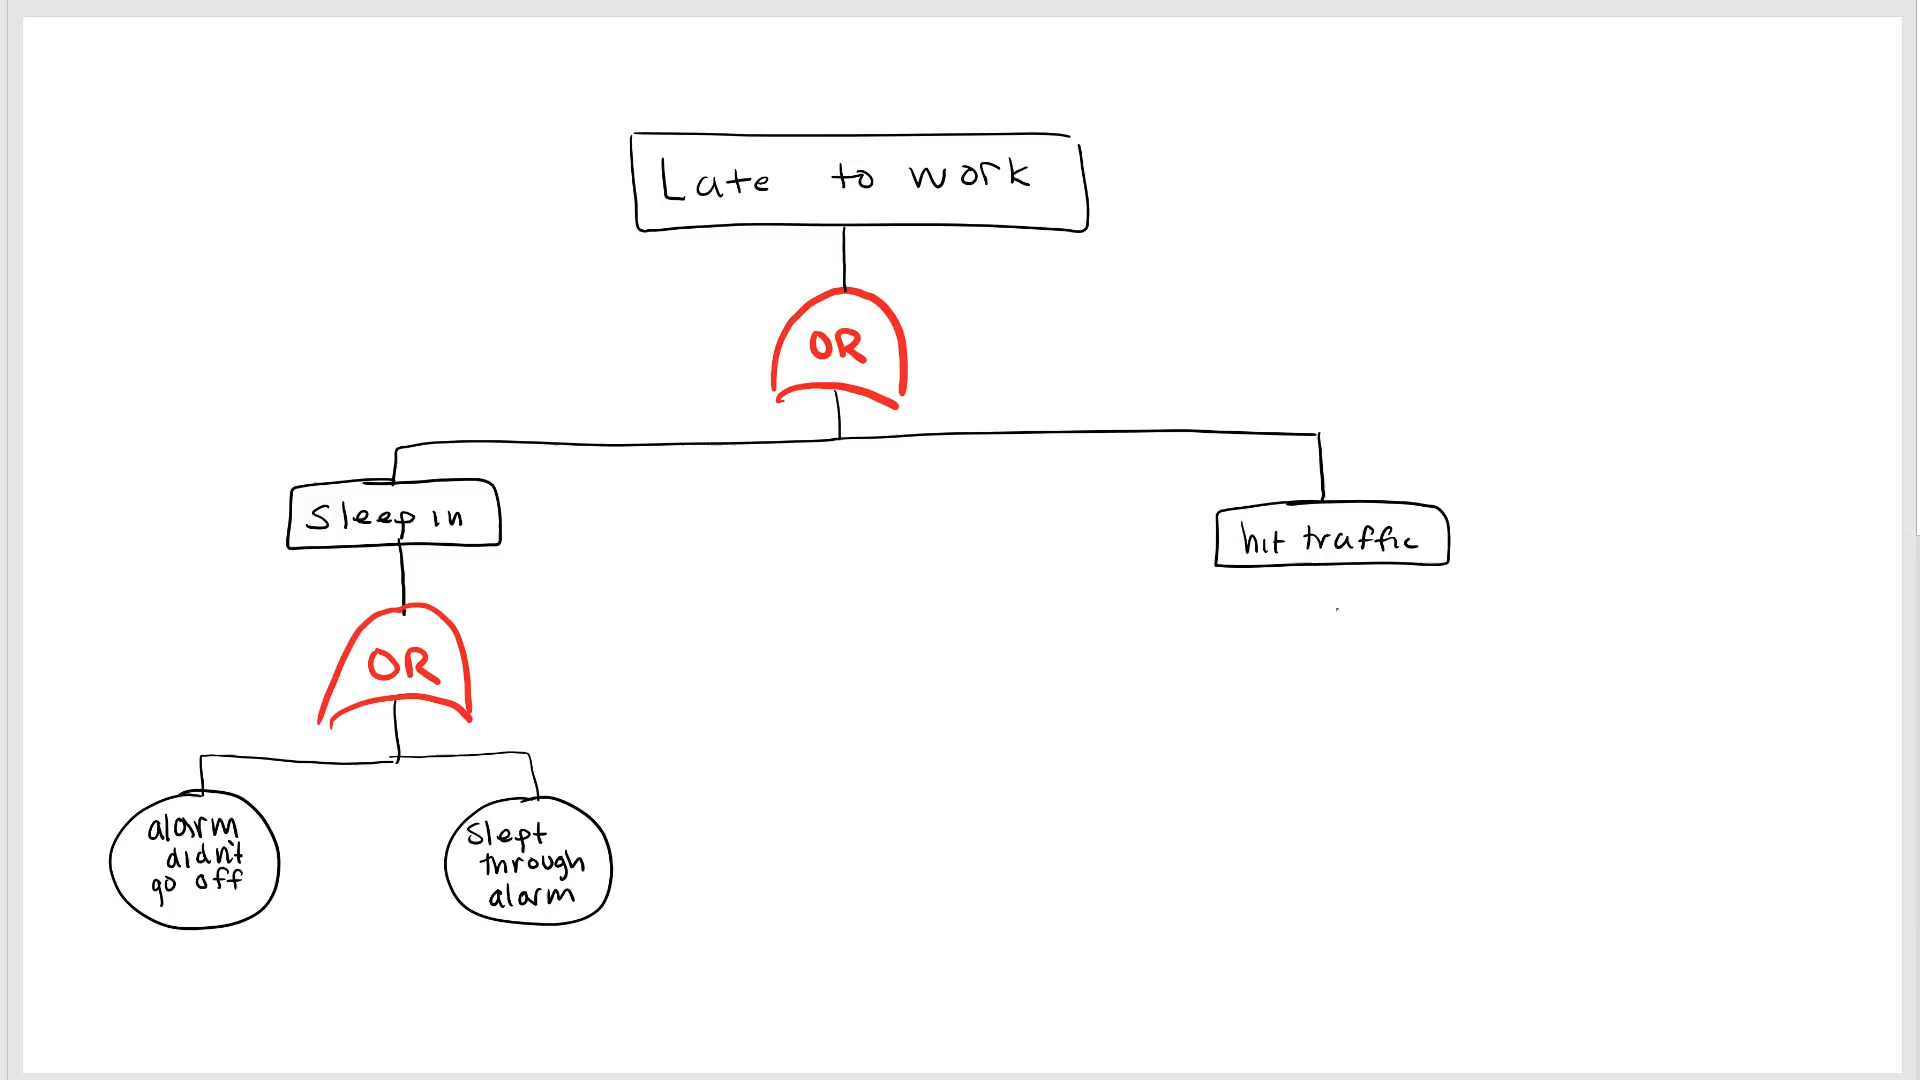 Late to work
OR
Sleep in
hit traffic
OR
alarm
didn't
go off
Slept
through
alarm